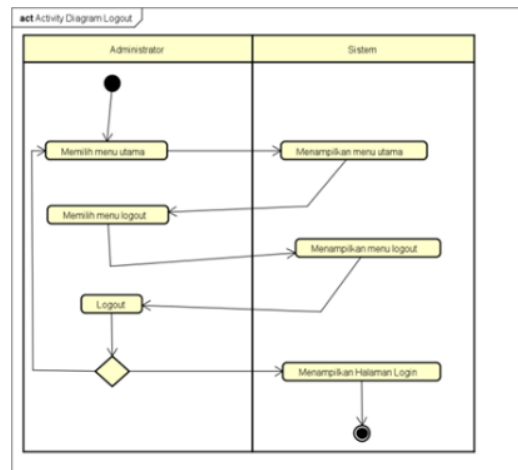 act Activity Diagram Logout
Administrator
Sistem
Memilih menu utama
Menampilkan menu utama
Memilih menu logout
Menampilkan menu logout
Logout
Menampilkan Halaman Login